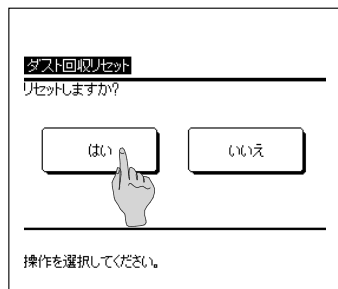 ダスト回収リセット
リセットしますか?
はい
いいえ
操作を選択してください。